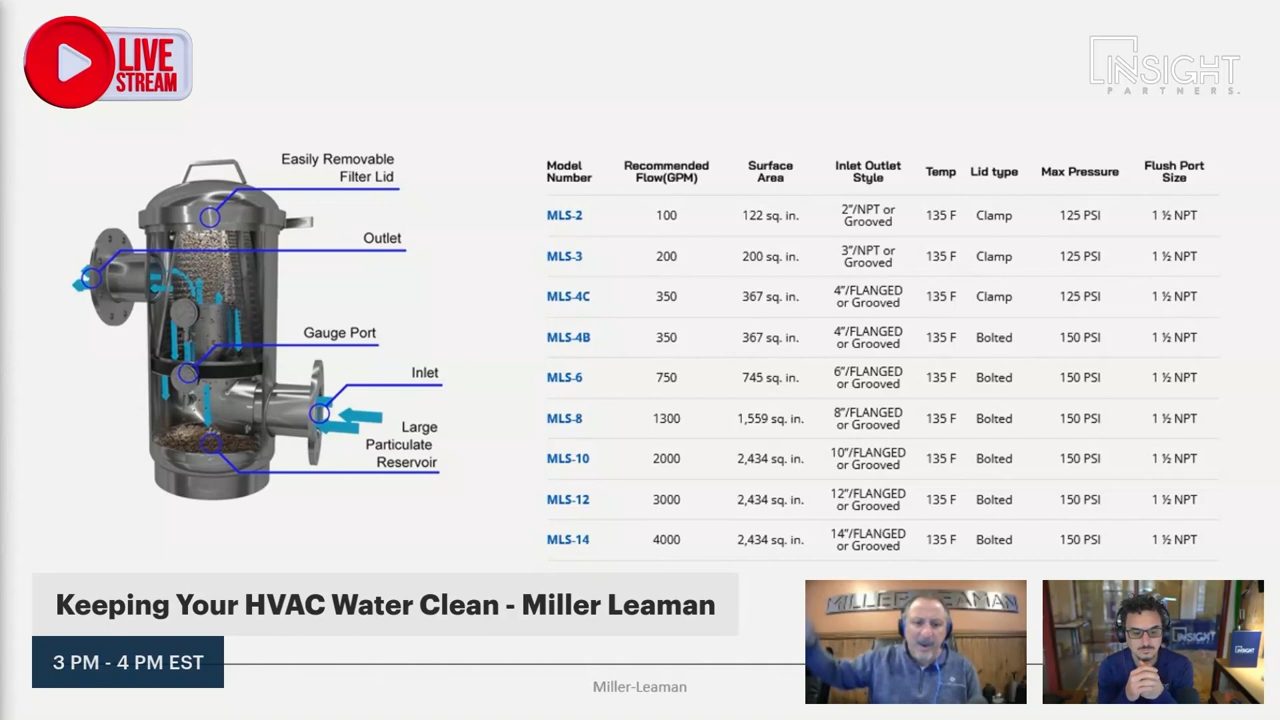 LIVE
STREAM
INSIGHT
PARTNERS.
Easily Removable
Filter Lid
Outlet
Gauge Port
Inlet
Large
Particulate
Reservoir
Model Number Recommended Flow(GPM) Surface Area Inlet Outlet Style Temp Lid type Max Pressure Flush Port Size
MLS-2 100 122 sq. in. 2”/NPT or Grooved 135 F Clamp 125 PSI 1 ½ NPT
MLS-3 200 200 sq. in. 3”/NPT or Grooved 135 F Clamp 125 PSI 1 ½ NPT
MLS-4C 350 367 sq. in. 4”/FLANGED or Grooved 135 F Clamp 125 PSI 1 ½ NPT
MLS-4B 350 367 sq. in. 4”/FLANGED or Grooved 135 F Bolted 150 PSI 1 ½ NPT
MLS-6 750 745 sq. in. 6”/FLANGED or Grooved 135 F Bolted 150 PSI 1 ½ NPT
MLS-8 1300 1,559 sq. in. 8”/FLANGED or Grooved 135 F Bolted 150 PSI 1 ½ NPT
MLS-10 2000 2,434 sq. in. 10”/FLANGED or Grooved 135 F Bolted 150 PSI 1 ½ NPT
MLS-12 3000 2,434 sq. in. 12”/FLANGED or Grooved 135 F Bolted 150 PSI 1 ½ NPT
MLS-14 4000 2,434 sq. in. 14”/FLANGED or Grooved 135 F Bolted 150 PSI 1 ½ NPT
Keeping Your HVAC Water Clean - Miller Leaman
3 PM - 4 PM EST
Miller-Leaman
MILLER-LEAMAN
INSIGHT
INSIGHT